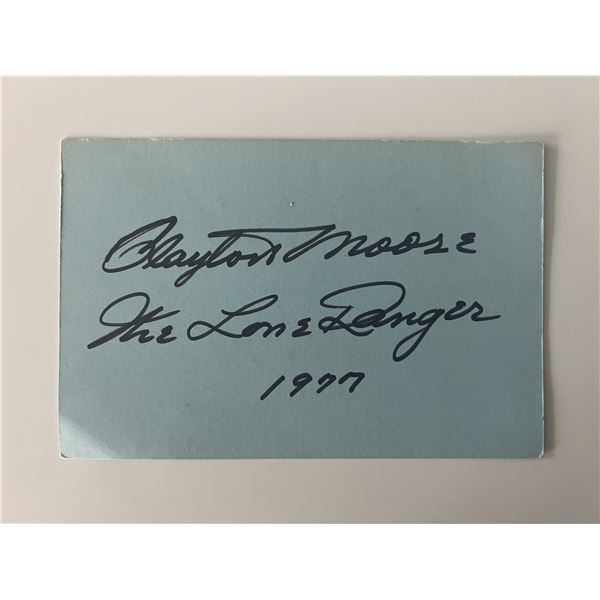 Clayton Moore
The Lone Ranger
1977